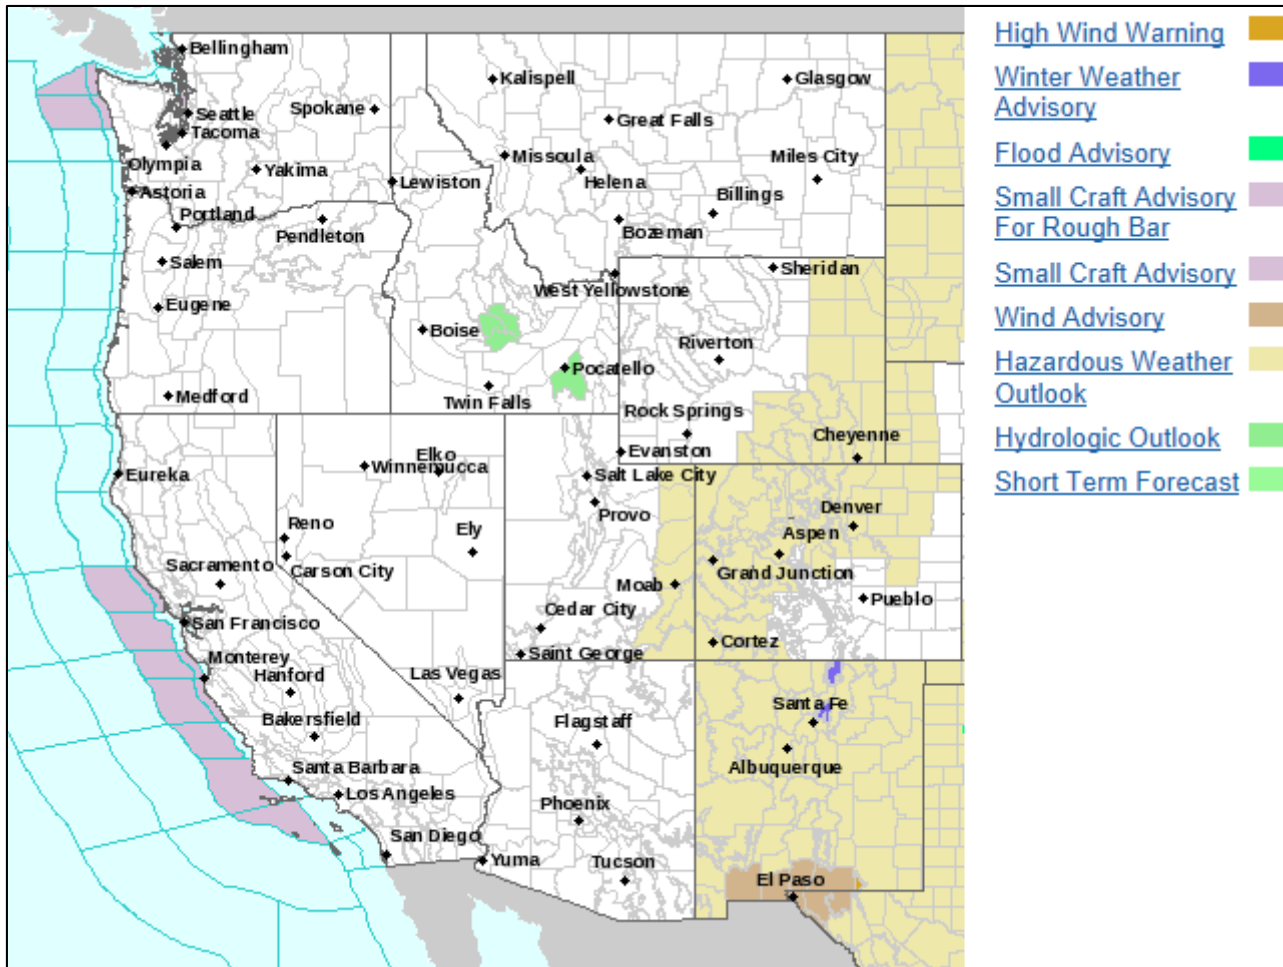 Bellingham
Kalispell
Glasgow
Seattle
Spokane
Tacoma
Great Falls
Olympia
Yakima
Missoula
Miles City
Helena
Lewiston
Astoria
Billings
Portland
Pendleton
Bozeman
Salem
Sheridan
West Yellowstone
Eugene
Boise
Riverton
Pocatello
Medford
Twin Falls
Rock Springs
Cheyenne
Elko
Evanston
Eureka
Winnemucca
Salt Lake City
Provo
Denver
Reno
Ely
Aspen
Sacramento
Carson City
Grand Junction
Moab
Pueblo
Cedar City
San Francisco
Cortez
Saint George
Monterey
Hanford
Las Vegas
Santa Fe
Bakersfield
Flagstaff
Albuquerque
Santa Barbara
Los Angeles
Phoenix
San Diego
Yuma
Tucson
El Paso
High Wind Warning
Winter Weather
Advisory
Flood Advisory
Small Craft Advisory
For Rough Bar
Small Craft Advisory
Wind Advisory
Hazardous Weather
Outlook
Hydrologic Outlook
Short Term Forecast